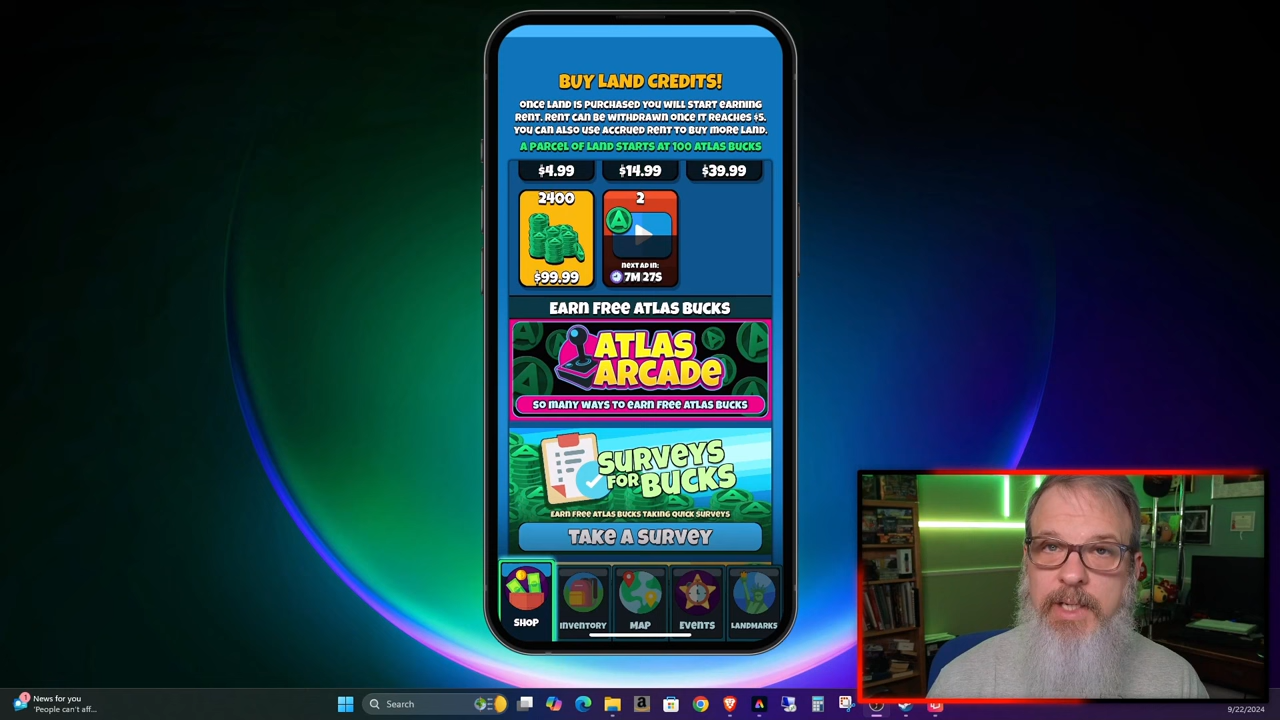 BUY LAND CREDITS!
ONCE LAND IS PURCHASED YOU WILL START EARNING
RENT. RENT CAN BE WITHDRAWN ONCE IT REACHES $5.
YOU CAN ALSO USE ACCRUED RENT TO BUY MORE LAND.
A PARCEL OF LAND STARTS AT 100 ATLAS BUCKS
$4.99 $14.99 $39.99
2400 2
NEXT AD IN:
$99.99 7M 27S
EARN FREE ATLAS BUCKS
ATLAS
ARCADE
SO MANY WAYS TO EARN FREE ATLAS BUCKS
SURVEYS
FOR BUCKS
EARN FREE ATLAS BUCKS TAKING QUICK SURVEYS
TAKE A SURVEY
SHOP INVENTORY MAP EVENTS LANDMARKS
1 News for you
'People can't aff...
Search
9/22/2024